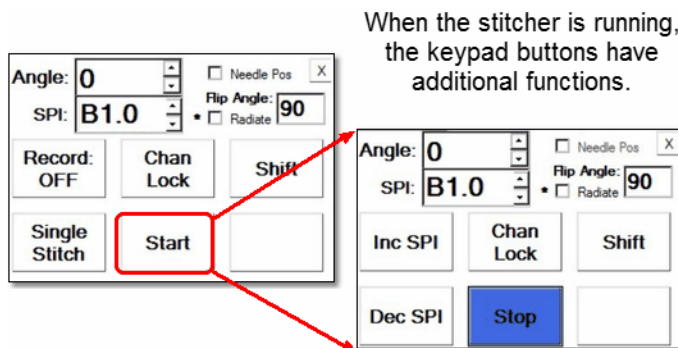 When the stitcher is running,
the keypad buttons have
additional functions.
Angle: 0
Needle Pos
X
SPI: B1.0
Flip Angle: 90
* Radiate
Record:
OFF
Chan
Lock
Shift
Single
Stitch
Start
Angle: 0
Needle Pos
X
SPI: B1.0
Flip Angle: 90
* Radiate
Inc SPI
Chan
Lock
Shift
Dec SPI
Stop